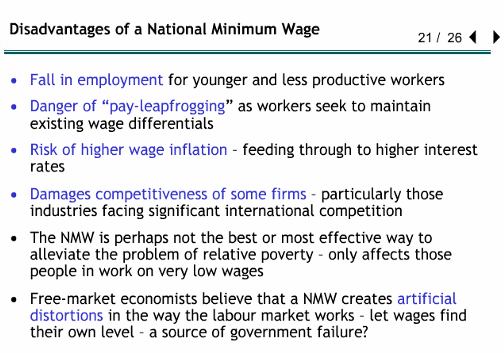 Disadvantages of a National Minimum Wage
21 / 26
• Fall in employment for younger and less productive workers
• Danger of “pay-leapfrogging” as workers seek to maintain
existing wage differentials
• Risk of higher wage inflation – feeding through to higher interest
rates
• Damages competitiveness of some firms – particularly those
industries facing significant international competition
• The NMW is perhaps not the best or most effective way to
alleviate the problem of relative poverty – only affects those
people in work on very low wages
• Free-market economists believe that a NMW creates artificial
distortions in the way the labour market works – let wages find
their own level – a source of government failure?